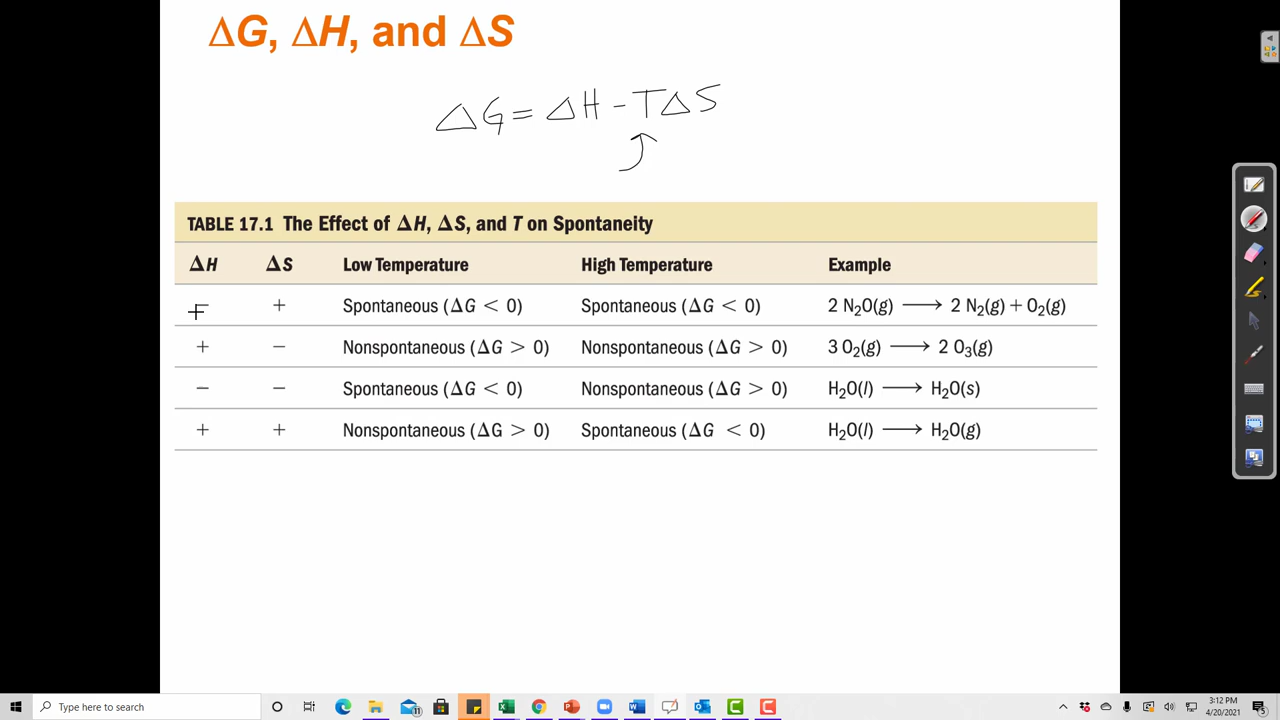 ΔG, ΔH, and ΔS
ΔG = ΔH - TΔS
TABLE 17.1 The Effect of ΔH, ΔS, and T on Spontaneity
ΔH ΔS Low Temperature High Temperature Example
− + Spontaneous (ΔG < 0) Spontaneous (ΔG < 0) 2 N₂O(g) ⟶ 2 N₂(g) + O₂(g)
+ − Nonspontaneous (ΔG > 0) Nonspontaneous (ΔG > 0) 3 O₂(g) ⟶ 2 O₃(g)
− − Spontaneous (ΔG < 0) Nonspontaneous (ΔG > 0) H₂O(l) ⟶ H₂O(s)
+ + Nonspontaneous (ΔG > 0) Spontaneous (ΔG < 0) H₂O(l) ⟶ H₂O(g)
Type here to search
11
3:12 PM
4/20/2021
5